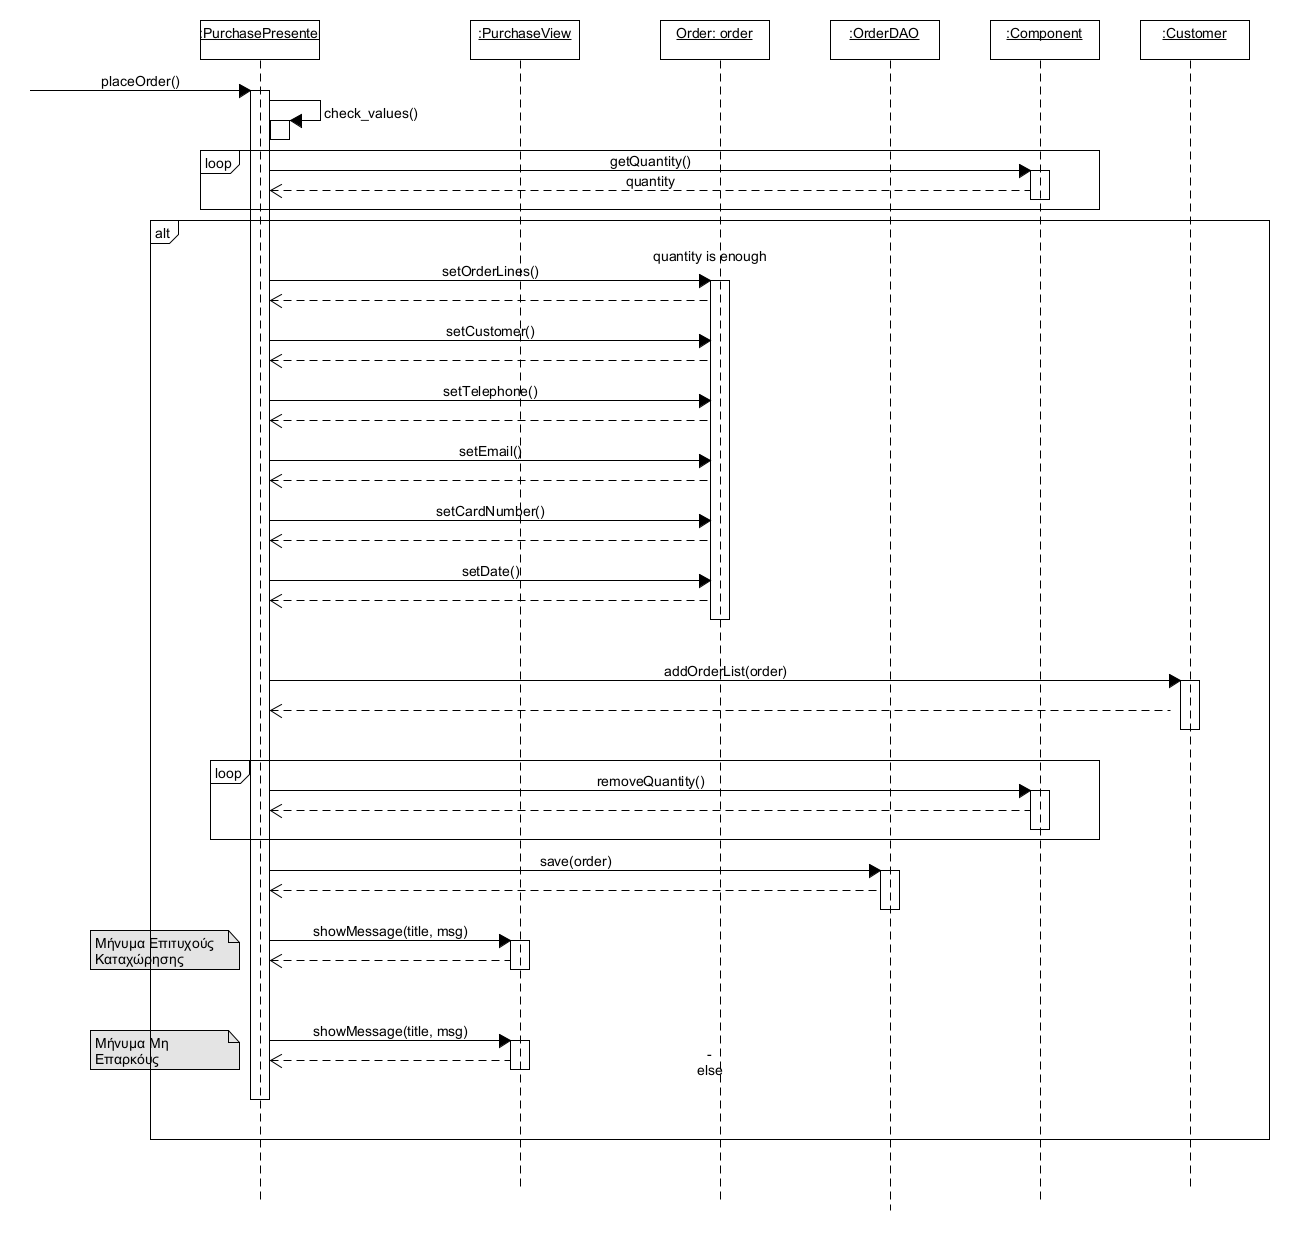 :PurchasePresente
:PurchaseView
Order: order
:OrderDAO
:Component
:Customer
placeOrder()
check_values()
loop
getQuantity()
quantity
alt
quantity is enough
setOrderLines()
setCustomer()
setTelephone()
setEmail()
setCardNumber()
setDate()
addOrderList(order)
loop
removeQuantity()
save(order)
showMessage(title, msg)
Μήνυμα Επιτυχούς
Καταχώρησης
showMessage(title, msg)
Μήνυμα Μη
Επαρκούς
-
else